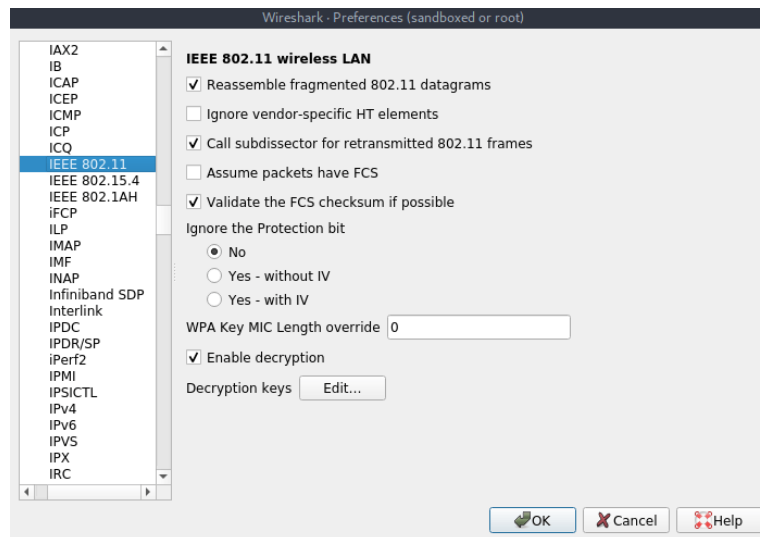 Wireshark · Preferences (sandboxed or root)
IAX2
IB
ICAP
ICEP
ICMP
ICP
ICQ
IEEE 802.11
IEEE 802.15.4
IEEE 802.1AH
iFCP
ILP
IMAP
IMF
INAP
Infiniband SDP
Interlink
IPDC
IPDR/SP
iPerf2
IPMI
IPSICTL
IPv4
IPv6
IPVS
IPX
IRC
IEEE 802.11 wireless LAN
Reassemble fragmented 802.11 datagrams
Ignore vendor-specific HT elements
Call subdissector for retransmitted 802.11 frames
Assume packets have FCS
Validate the FCS checksum if possible
Ignore the Protection bit
No
Yes - without IV
Yes - with IV
WPA Key MIC Length override 0
Enable decryption
Decryption keys Edit...
OK Cancel Help